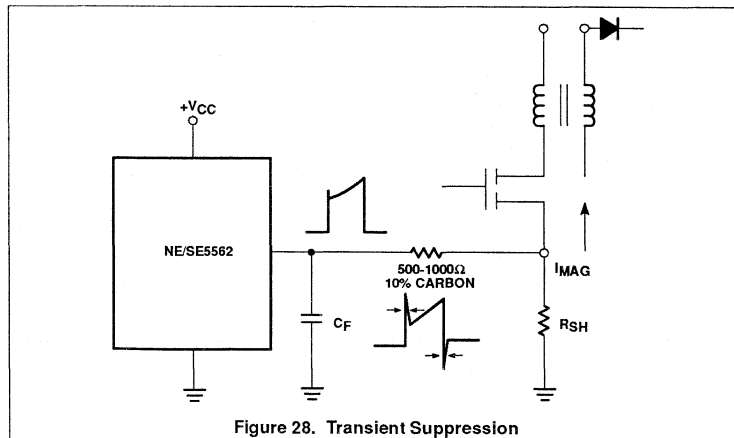 +VCC
NE/SE5562
500-1000Ω
10% CARBON
IMAG
CF
RSH
Figure 28. Transient Suppression